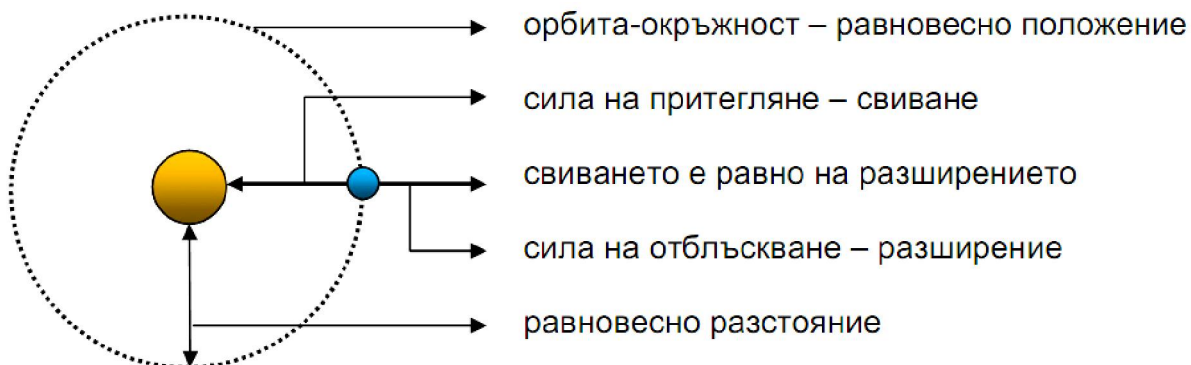 орбита-окръжност – равновесно положение
сила на притегляне – свиване
свиването е равно на разширението
сила на отблъскване – разширение
равновесно разстояние